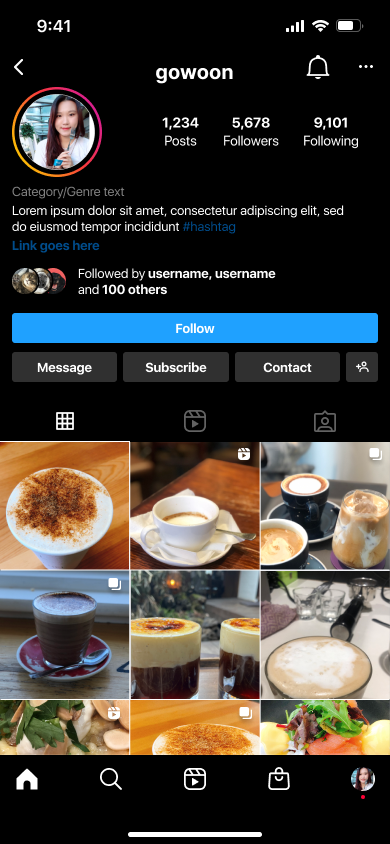 9:41
gowoon
1,234 5,678 9,101
Posts Followers Following
Category/Genre text
Lorem ipsum dolor sit amet, consectetur adipiscing elit, sed
do eiusmod tempor incididunt #hashtag
Link goes here
Followed by username, username
and 100 others
Follow
Message Subscribe Contact